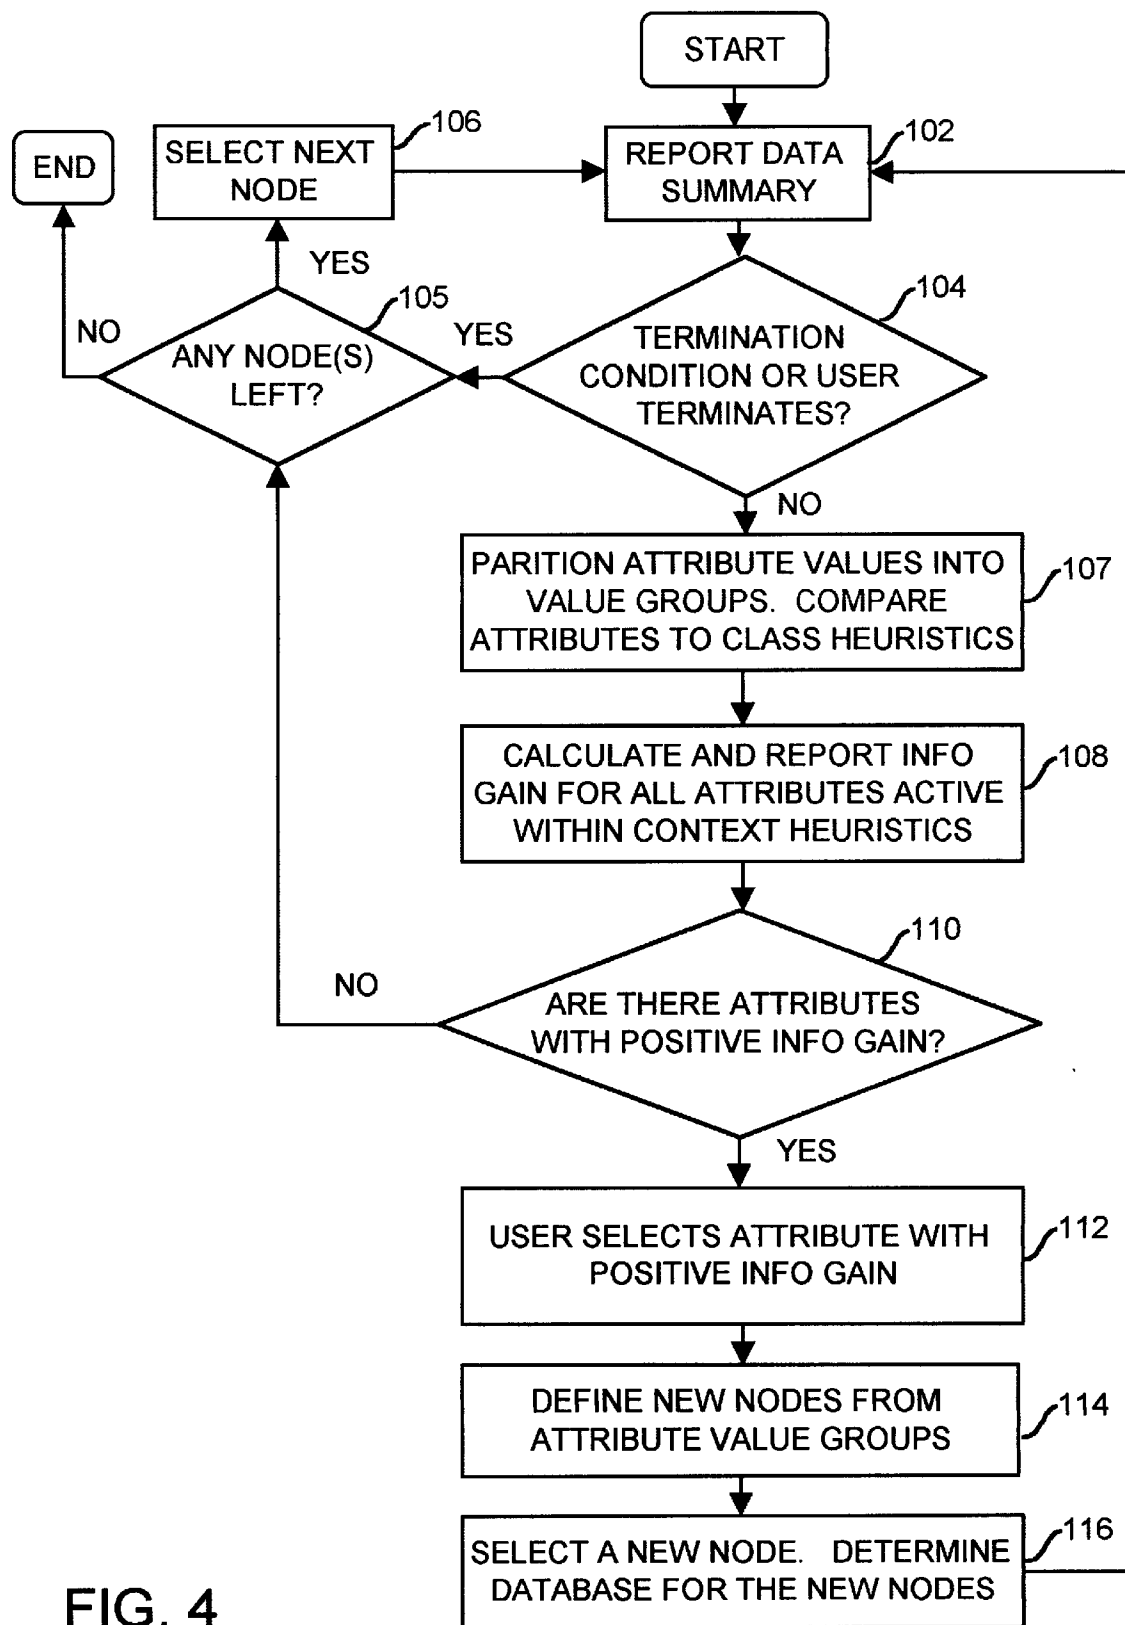 START
106
SELECT NEXT
NODE
END
102
REPORT DATA
SUMMARY
YES
104
105
NO
ANY NODE(S)
LEFT?
YES
TERMINATION
CONDITION OR USER
TERMINATES?
NO
PARITION ATTRIBUTE VALUES INTO
VALUE GROUPS. COMPARE
ATTRIBUTES TO CLASS HEURISTICS
107
CALCULATE AND REPORT INFO
GAIN FOR ALL ATTRIBUTES ACTIVE
WITHIN CONTEXT HEURISTICS
108
110
NO
ARE THERE ATTRIBUTES
WITH POSITIVE INFO GAIN?
YES
USER SELECTS ATTRIBUTE WITH
POSITIVE INFO GAIN
112
DEFINE NEW NODES FROM
ATTRIBUTE VALUE GROUPS
114
SELECT A NEW NODE. DETERMINE
DATABASE FOR THE NEW NODES
116
FIG. 4